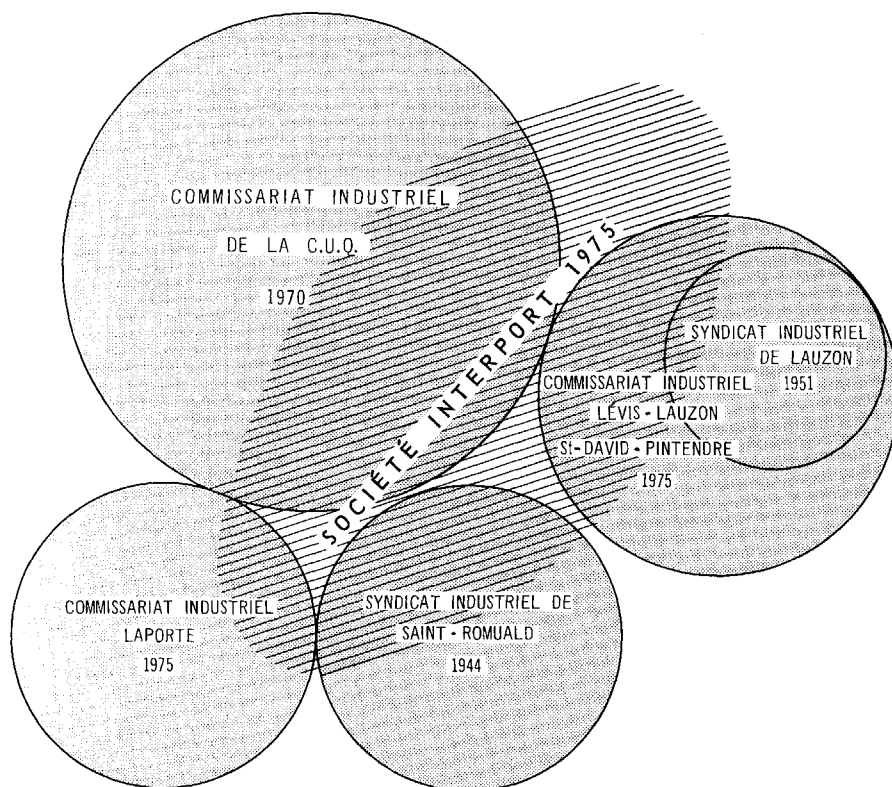 COMMISSARIAT INDUSTRIEL
DE LA C.U.Q.
1970
SOCIÉTÉ INTERPORT 1975
SYNDICAT INDUSTRIEL
DE LAUZON
1951
COMMISSARIAT INDUSTRIEL
LÉVIS - LAUZON
St-DAVID - PINTENDRE
1975
COMMISSARIAT INDUSTRIEL
LAPORTE
1975
SYNDICAT INDUSTRIEL DE
SAINT - ROMUALD
1944